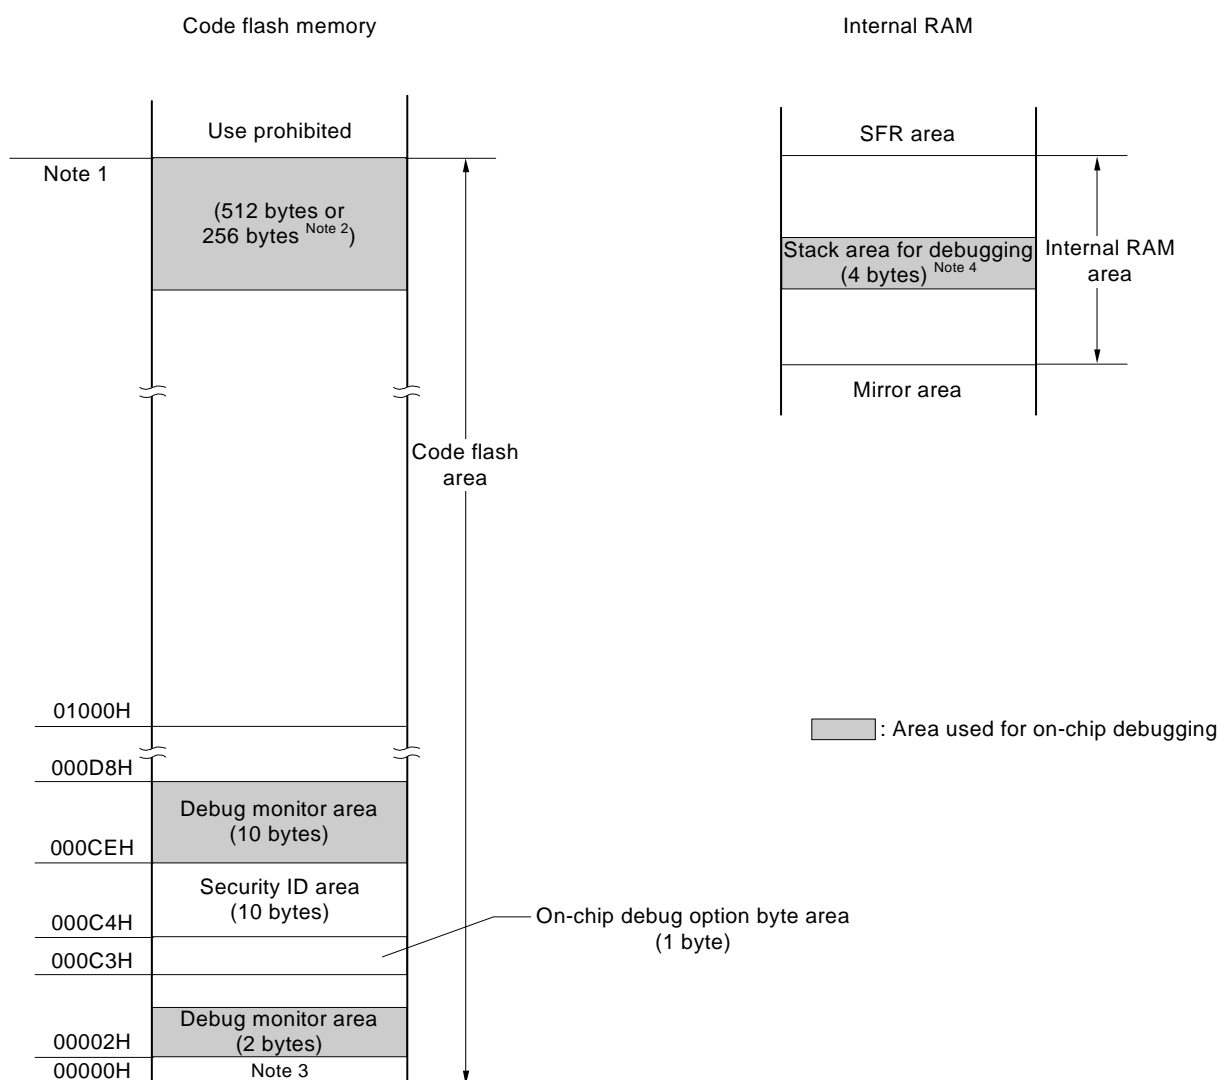 Code flash memory
Internal RAM
Use prohibited
Note 1
(512 bytes or
256 bytes Note 2)
SFR area
Stack area for debugging
(4 bytes) Note 4
Internal RAM
area
Mirror area
Code flash
area
01000H
: Area used for on-chip debugging
000D8H
Debug monitor area
(10 bytes)
000CEH
Security ID area
(10 bytes)
000C4H
On-chip debug option byte area
(1 byte)
000C3H
Debug monitor area
(2 bytes)
00002H
00000H
Note 3